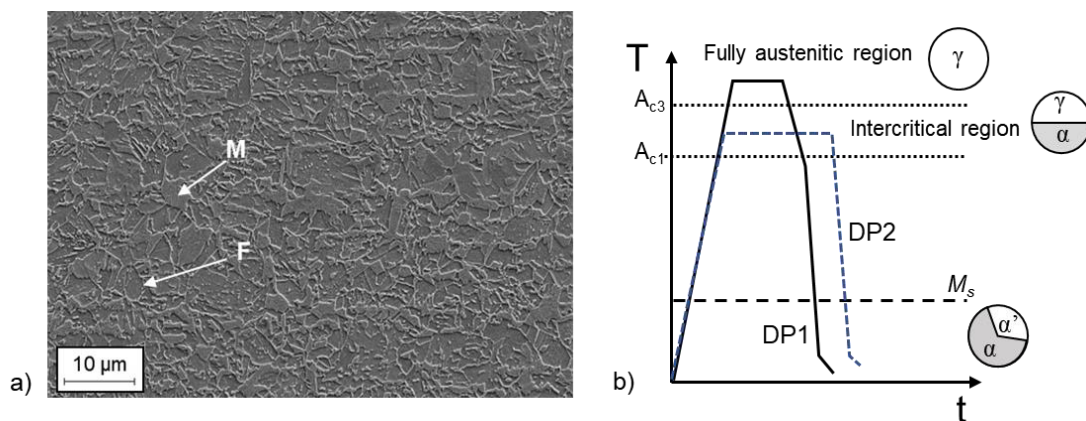 M
F
10 µm
a)
T
Fully austenitic region
γ
Ac3
Intercritical region
γ
α
Ac1
DP2
Ms
DP1
α'
α
b)
t